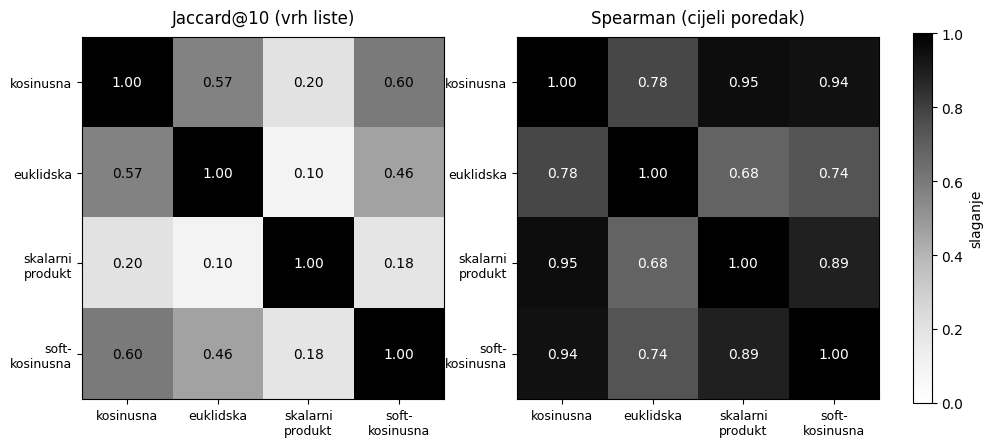 Jaccard@10 (vrh liste)
kosinusna 1.00 0.57 0.20 0.60
euklidska 0.57 1.00 0.10 0.46
skalarni
produkt 0.20 0.10 1.00 0.18
soft-
kosinusna 0.60 0.46 0.18 1.00
kosinusna euklidska skalarni soft-
produkt kosinusna
Spearman (cijeli poredak)
kosinusna 1.00 0.78 0.95 0.94
euklidska 0.78 1.00 0.68 0.74
skalarni
produkt 0.95 0.68 1.00 0.89
soft-
kosinusna 0.94 0.74 0.89 1.00
kosinusna euklidska skalarni soft-
produkt kosinusna
1.0
0.8
0.6
0.4
0.2
0.0
slaganje